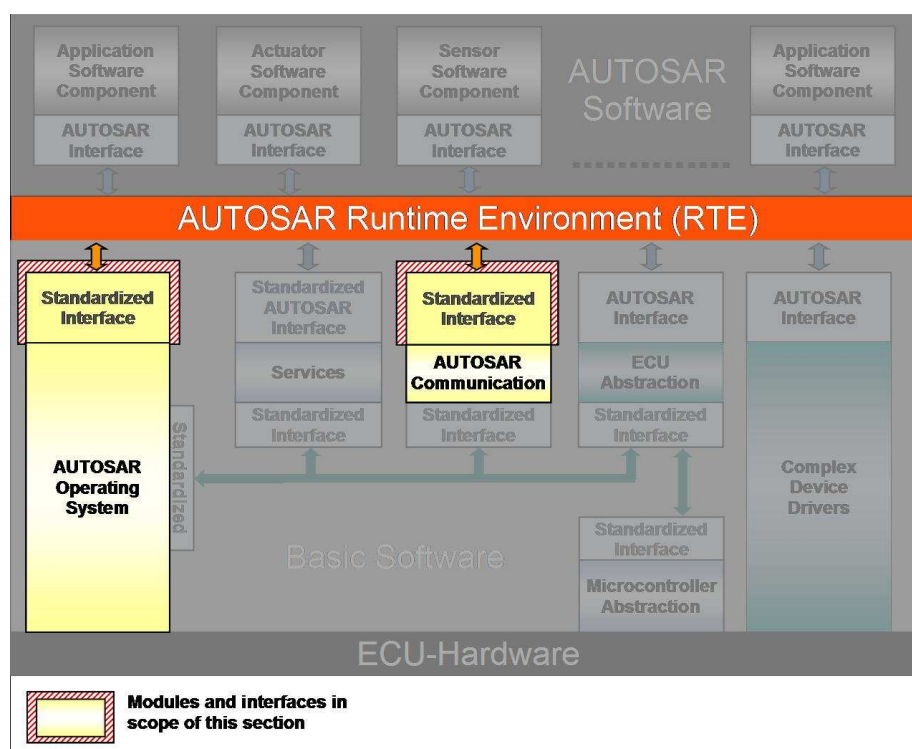 Application
Software
Component
AUTOSAR
Interface
Actuator
Software
Component
AUTOSAR
Interface
Sensor
Software
Component
AUTOSAR
Interface
AUTOSAR
Software
Application
Software
Component
AUTOSAR
Interface
AUTOSAR Runtime Environment (RTE)
Standardized
Interface
AUTOSAR
Operating
System
Standardized
Standardized
AUTOSAR
Interface
Services
Standardized
Interface
Standardized
Interface
AUTOSAR
Communication
Standardized
Interface
AUTOSAR
Interface
ECU
Abstraction
Standardized
Interface
Standardized
Interface
Microcontroller
Abstraction
AUTOSAR
Interface
Complex
Device
Drivers
Basic Software
ECU-Hardware
Modules and interfaces in
scope of this section